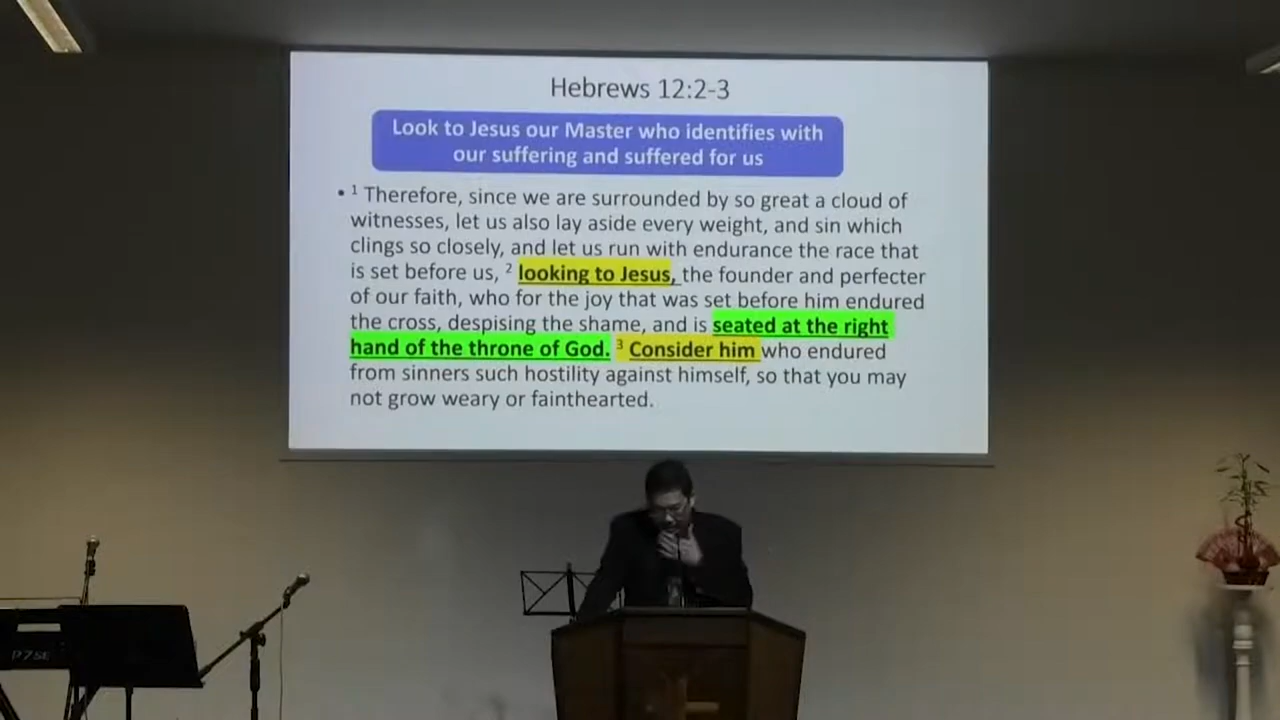 Hebrews 12:2-3
Look to Jesus our Master who identifies with
our suffering and suffered for us
• ¹ Therefore, since we are surrounded by so great a cloud of
witnesses, let us also lay aside every weight, and sin which
clings so closely, and let us run with endurance the race that
is set before us, ² looking to Jesus, the founder and perfecter
of our faith, who for the joy that was set before him endured
the cross, despising the shame, and is seated at the right
hand of the throne of God. ³ Consider him who endured
from sinners such hostility against himself, so that you may
not grow weary or fainthearted.
P7SE